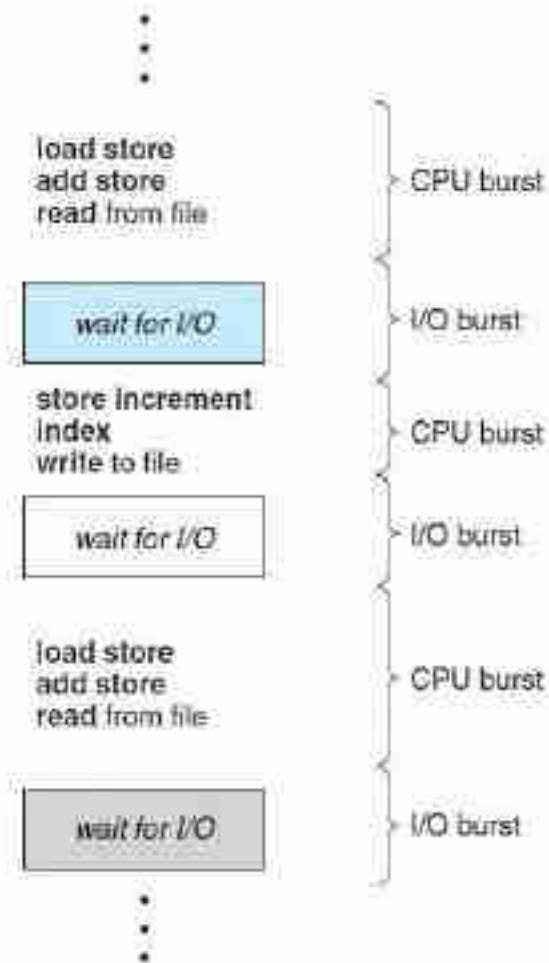 load store
add store
read from file
CPU burst
wait for I/O
I/O burst
store increment
index
write to file
CPU burst
wait for I/O
I/O burst
load store
add store
read from file
CPU burst
wait for I/O
I/O burst